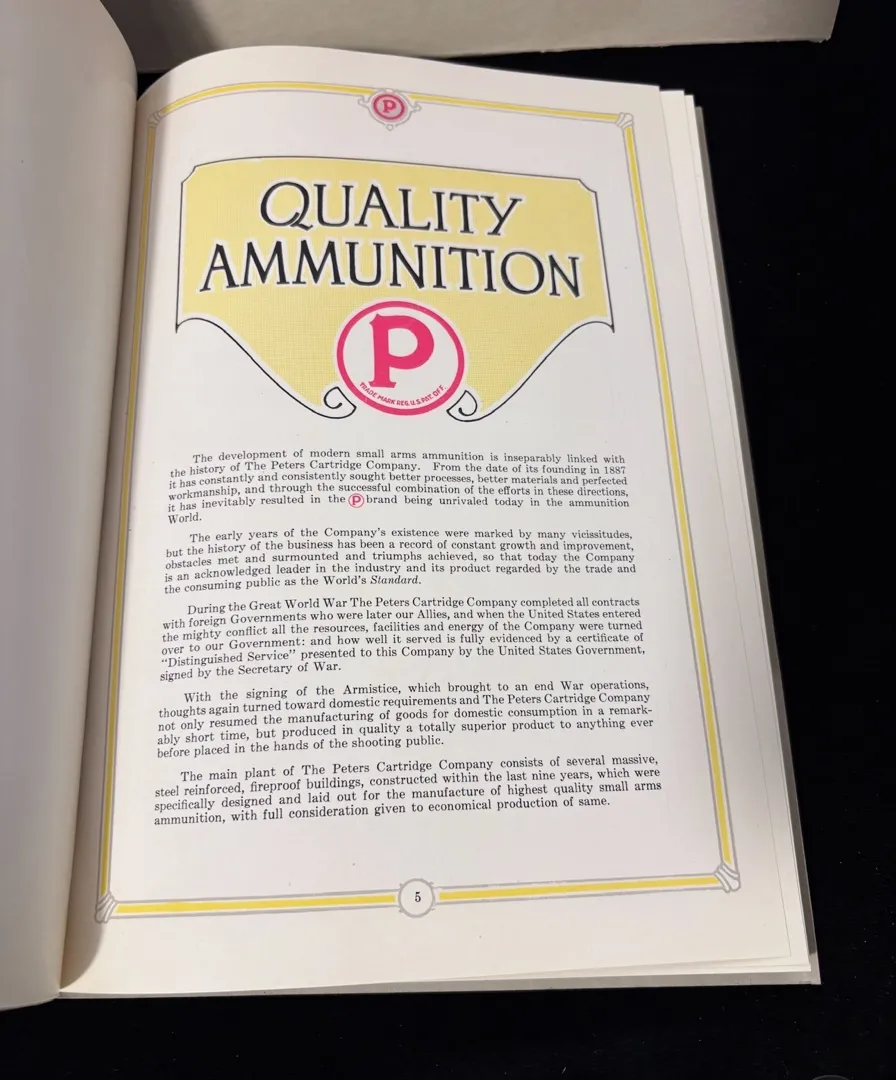 P
QUALITY
AMMUNITION
P
TRADE MARK REG. U.S. PAT. OFF.
The development of modern small arms ammunition is inseparably linked with
the history of The Peters Cartridge Company. From the date of its founding in 1887
it has constantly and consistently sought better processes, better materials and perfected
workmanship, and through the successful combination of the efforts in these directions,
it has inevitably resulted in the P brand being unrivaled today in the ammunition
World.
The early years of the Company's existence were marked by many vicissitudes,
but the history of the business has been a record of constant growth and improvement,
obstacles met and surmounted and triumphs achieved, so that today the Company
is an acknowledged leader in the industry and its product regarded by the trade and
the consuming public as the World's Standard.
During the Great World War The Peters Cartridge Company completed all contracts
with foreign Governments who were later our Allies, and when the United States entered
the mighty conflict all the resources, facilities and energy of the Company were turned
over to our Government: and how well it served is fully evidenced by a certificate of
"Distinguished Service" presented to this Company by the United States Government,
signed by the Secretary of War.
With the signing of the Armistice, which brought to an end War operations,
thoughts again turned toward domestic requirements and The Peters Cartridge Company
not only resumed the manufacturing of goods for domestic consumption in a remark-
ably short time, but produced in quality a totally superior product to anything ever
before placed in the hands of the shooting public.
The main plant of The Peters Cartridge Company consists of several massive,
steel reinforced, fireproof buildings, constructed within the last nine years, which were
specifically designed and laid out for the manufacture of highest quality small arms
ammunition, with full consideration given to economical production of same.
5